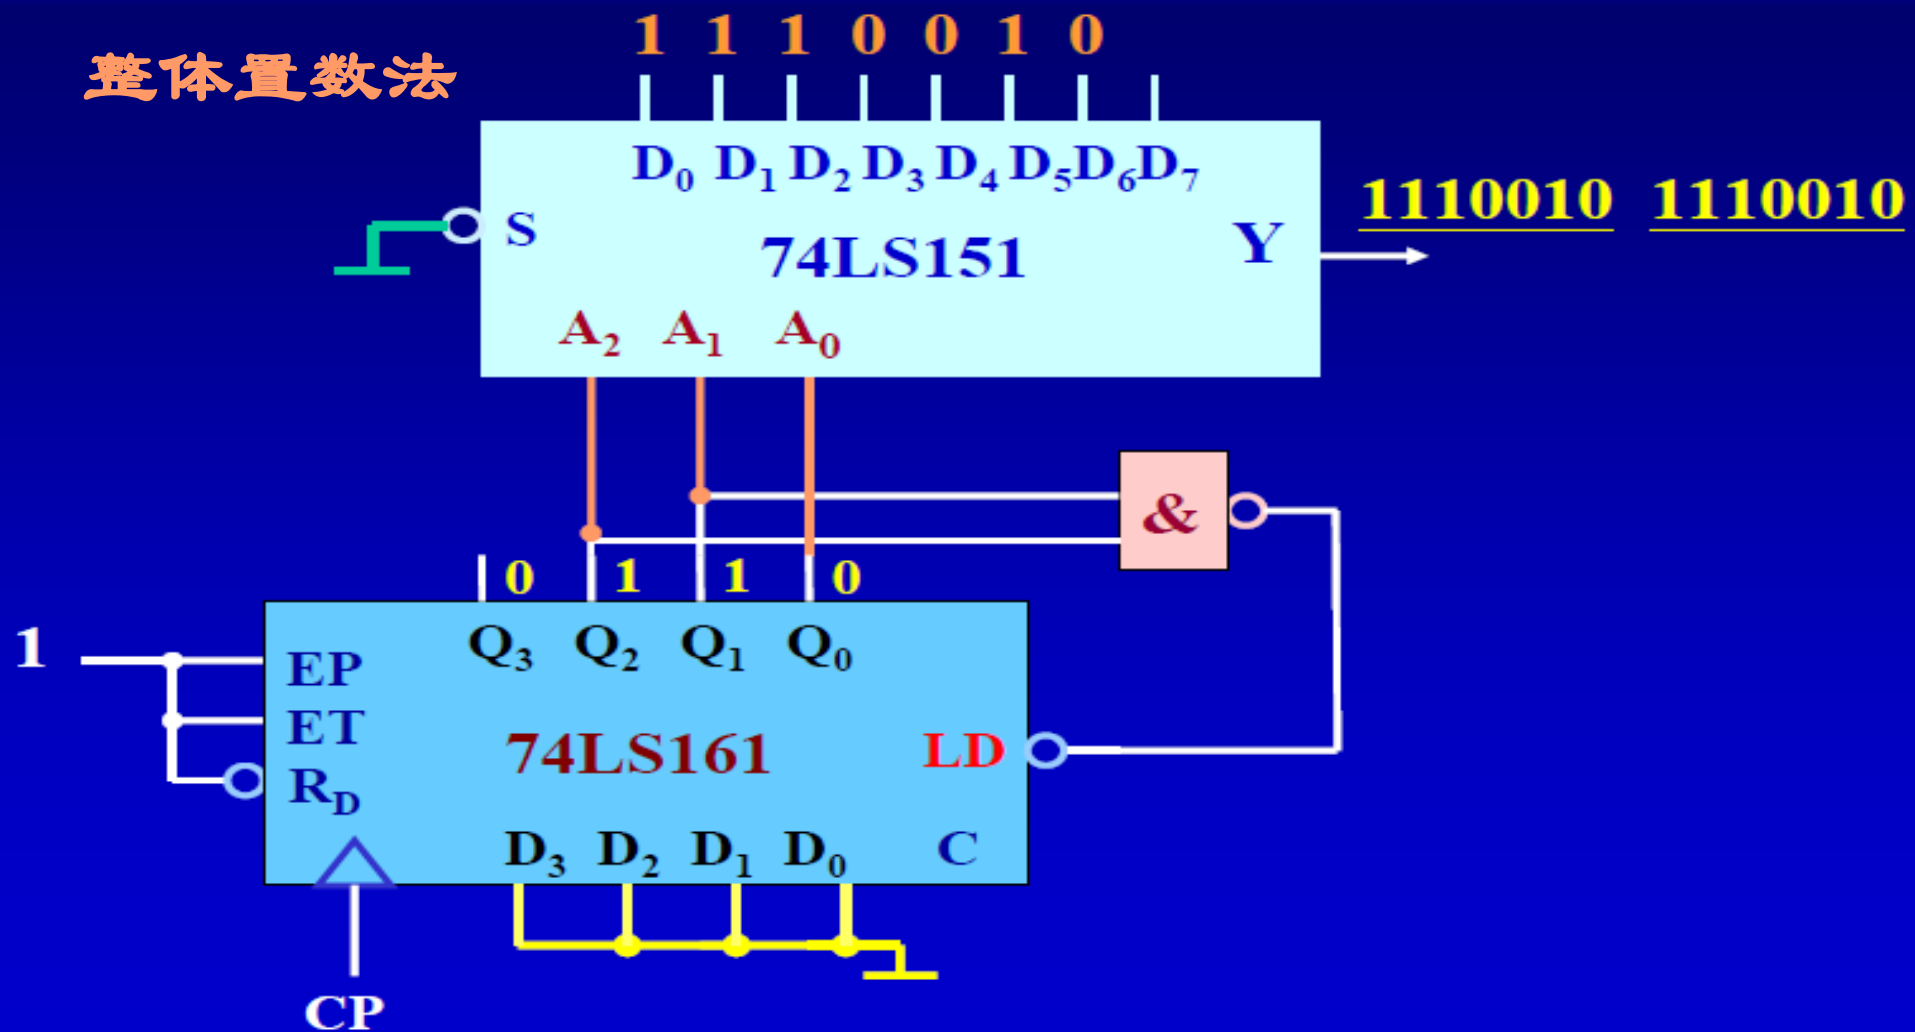 1 1 1 0 0 1 0
整体置数法
D0 D1 D2 D3 D4 D5 D6 D7
1110010 1110010
S
Y
74LS151
A2 A1 A0
&
0 1 1 0
1
Q3 Q2 Q1 Q0
EP
ET
74LS161
LD
RD
D3 D2 D1 D0
C
CP